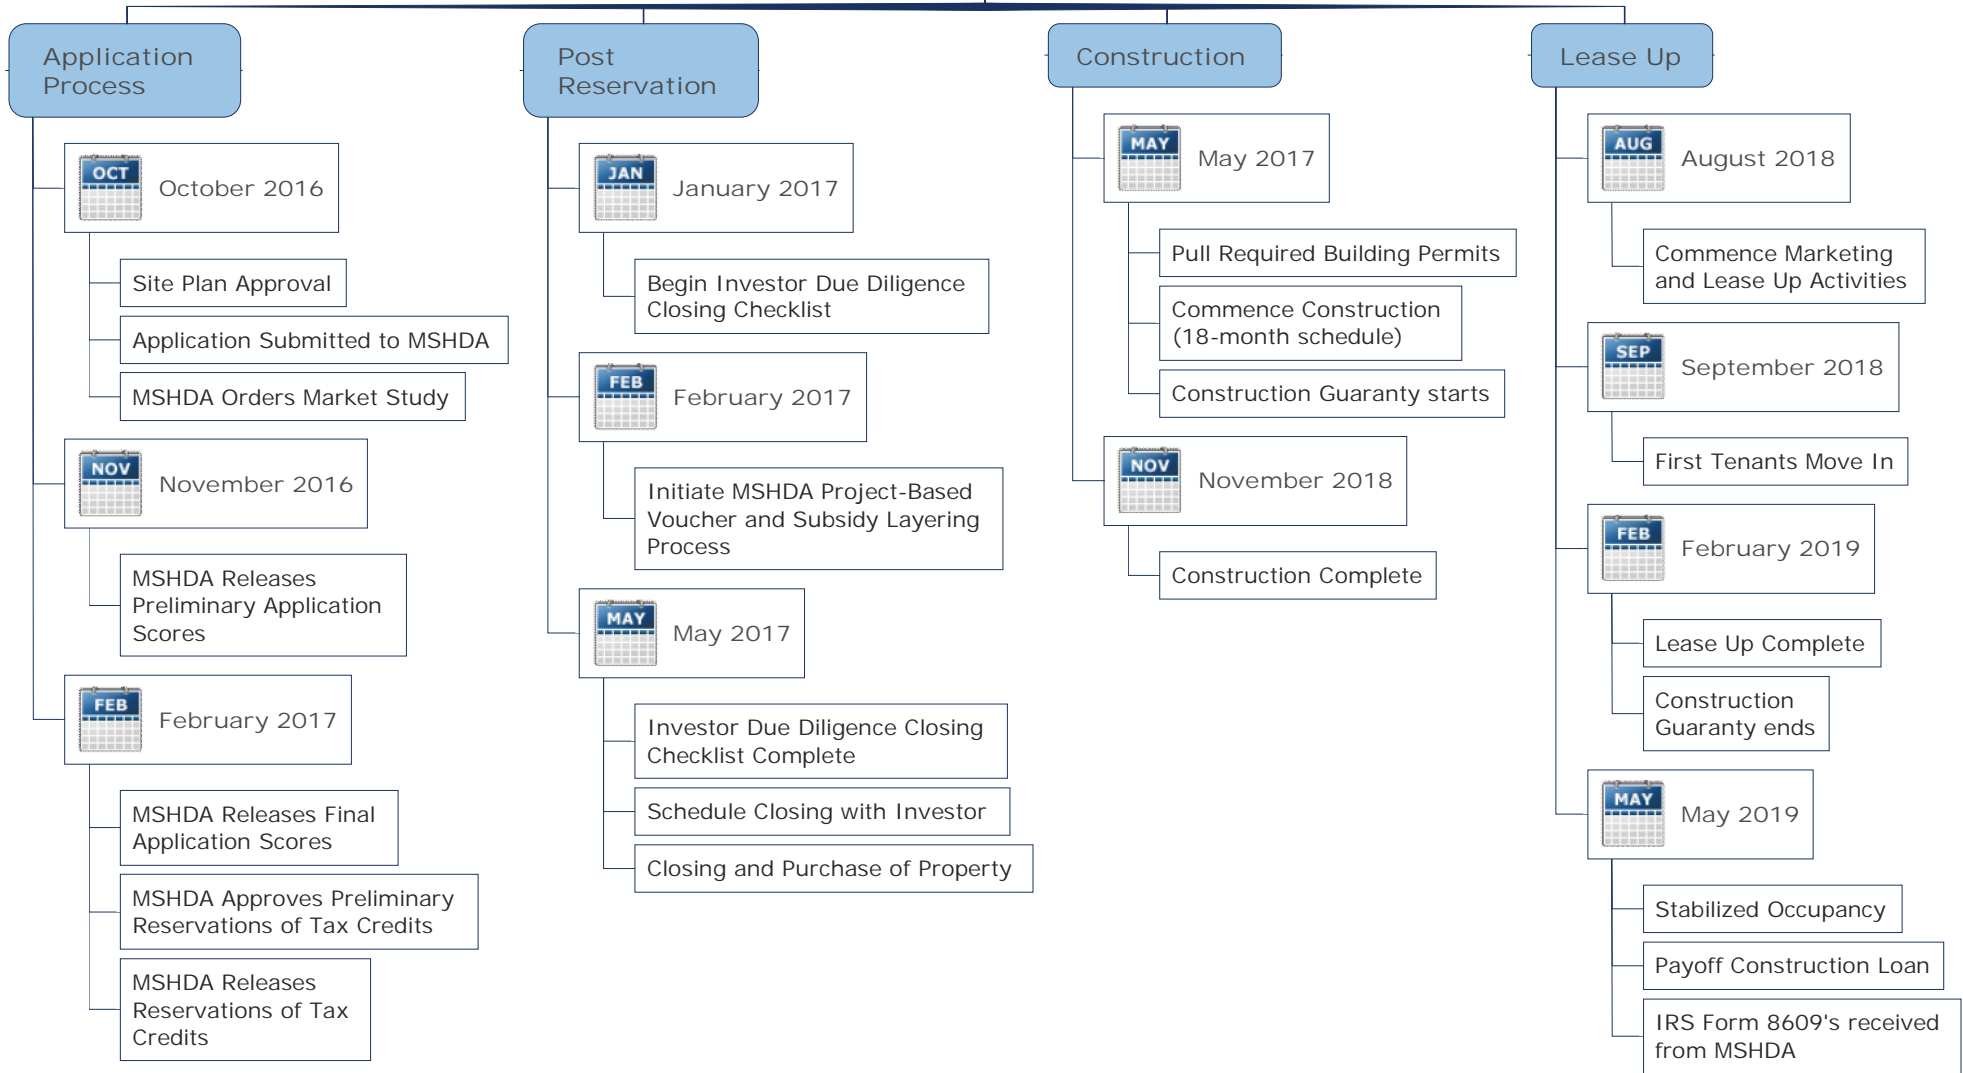 Application
Process
OCT
October 2016
Site Plan Approval
Application Submitted to MSHDA
MSHDA Orders Market Study
NOV
November 2016
MSHDA Releases
Preliminary Application
Scores
FEB
February 2017
MSHDA Releases Final
Application Scores
MSHDA Approves Preliminary
Reservations of Tax Credits
MSHDA Releases
Reservations of Tax
Credits
Post
Reservation
JAN
January 2017
Begin Investor Due Diligence
Closing Checklist
FEB
February 2017
Initiate MSHDA Project-Based
Voucher and Subsidy Layering
Process
MAY
May 2017
Investor Due Diligence Closing
Checklist Complete
Schedule Closing with Investor
Closing and Purchase of Property
Construction
MAY
May 2017
Pull Required Building Permits
Commence Construction
(18-month schedule)
Construction Guaranty starts
NOV
November 2018
Construction Complete
Lease Up
AUG
August 2018
Commence Marketing
and Lease Up Activities
SEP
September 2018
First Tenants Move In
FEB
February 2019
Lease Up Complete
Construction
Guaranty ends
MAY
May 2019
Stabilized Occupancy
Payoff Construction Loan
IRS Form 8609's received
from MSHDA